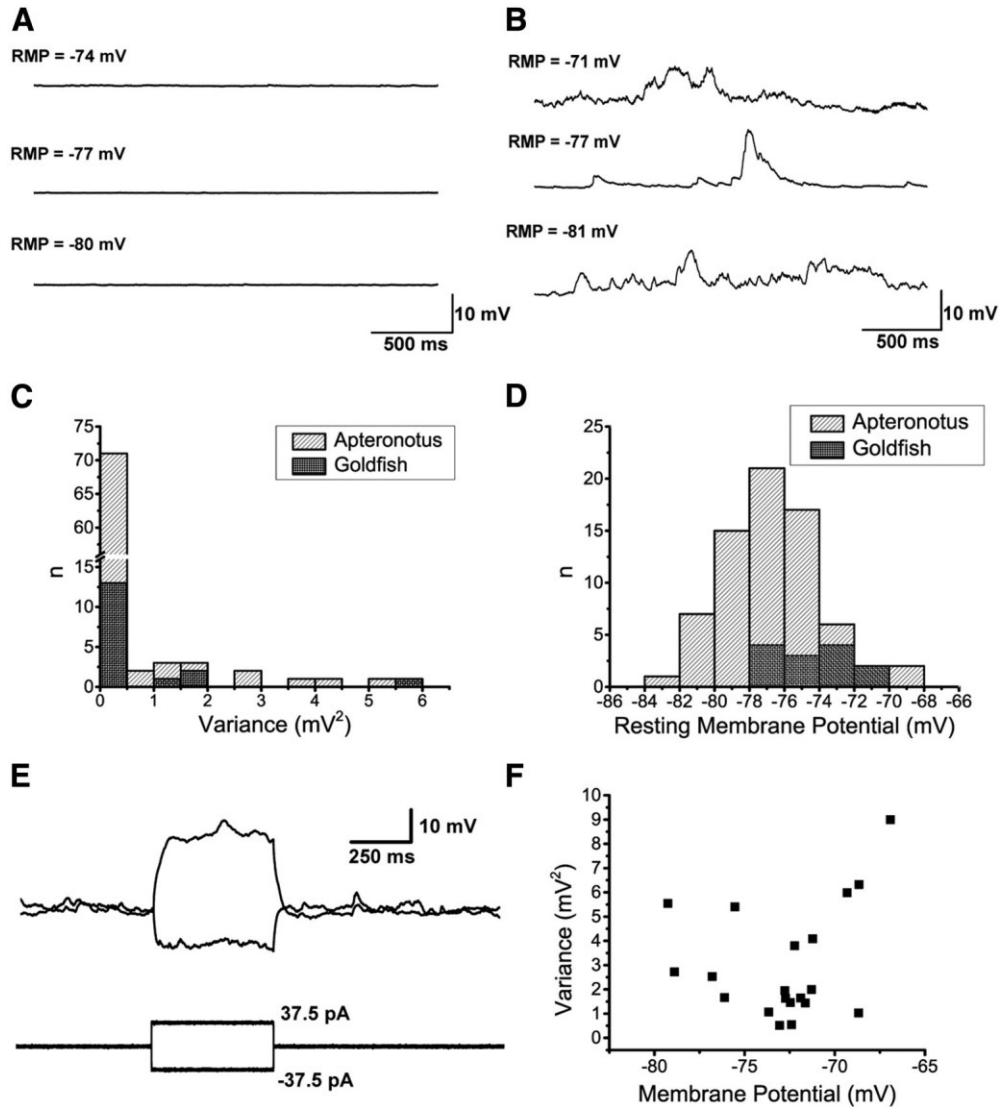 A
RMP = -74 mV
RMP = -77 mV
RMP = -80 mV
10 mV
500 ms
B
RMP = -71 mV
RMP = -77 mV
RMP = -81 mV
10 mV
500 ms
C
Apteronotus
Goldfish
75
70
65
60
15
10
5
0
n
0 1 2 3 4 5 6
Variance (mV²)
D
Apteronotus
Goldfish
25
20
15
10
5
0
n
-86 -84 -82 -80 -78 -76 -74 -72 -70 -68 -66
Resting Membrane Potential (mV)
E
10 mV
250 ms
37.5 pA
-37.5 pA
F
10
9
8
7
6
5
4
3
2
1
0
Variance (mV²)
-80 -75 -70 -65
Membrane Potential (mV)